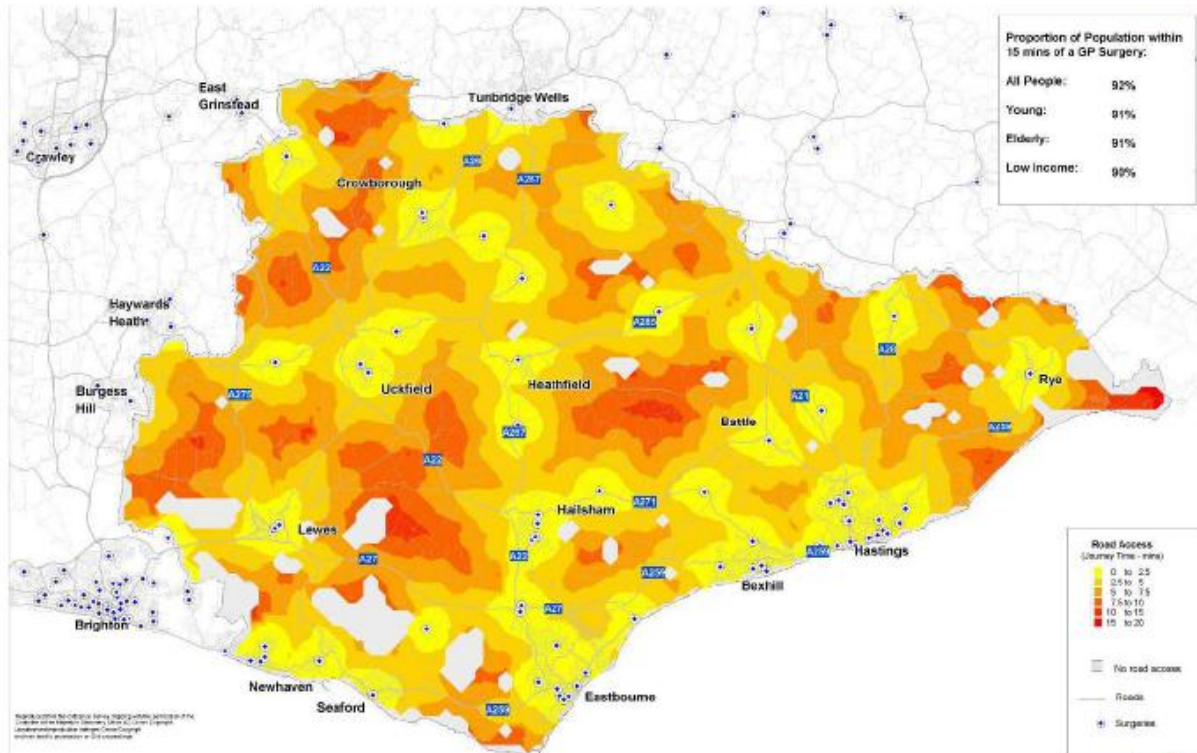 Proportion of Population within
15 mins of a GP Surgery:
All People: 92%
Young: 91%
Elderly: 91%
Low Income: 90%
East
Grinstead
Tunbridge Wells
Crawley
A26
A267
Crowborough
A22
Haywards
Heath
A265
A28
Burgess
Hill
A275
Uckfield
Heathfield
Rye
A21
Battle
A267
A259
A22
Hailsham
A271
Lewes
A22
A259
Hastings
A27
A259
Bexhill
A27
Brighton
Newhaven
Eastbourne
Seaford
A259
Road Access
(Journey Time - mins)
0 to 2.5
2.5 to 5
5 to 7.5
7.5 to 10
10 to 15
15 to 20
No road access
Roads
Surgeries